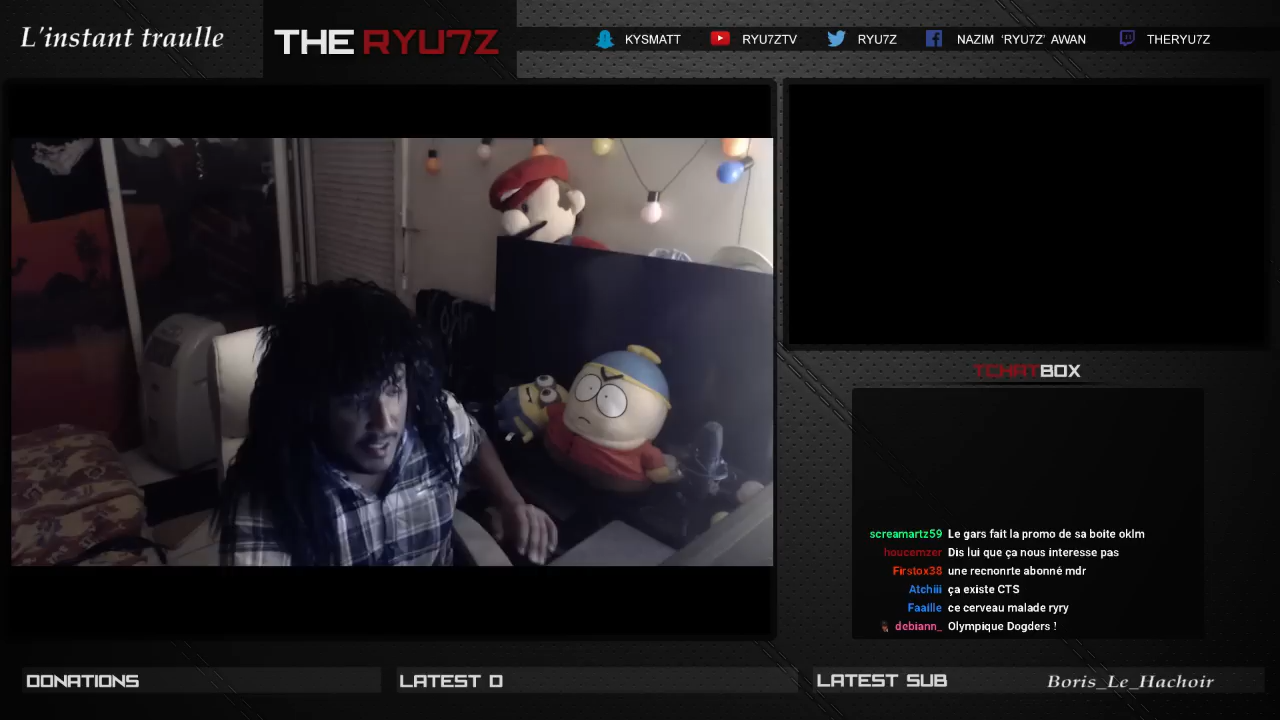 L'instant traulle
THE RYU7Z
KYSMATT
RYU7ZTV
RYU7Z
NAZIM 'RYU7Z' AWAN
THERYU7Z
TCHATBOX
screamartz59 Le gars fait la promo de sa boite oklm
houcemzer Dis lui que ça nous interesse pas
Firstox38 une recnonrte abonné mdr
Atchiii ça existe CTS
Faaille ce cerveau malade ryry
debiann_ Olympique Dogders !
DONATIONS
LATEST D
LATEST SUB
Boris_Le_Hachoir